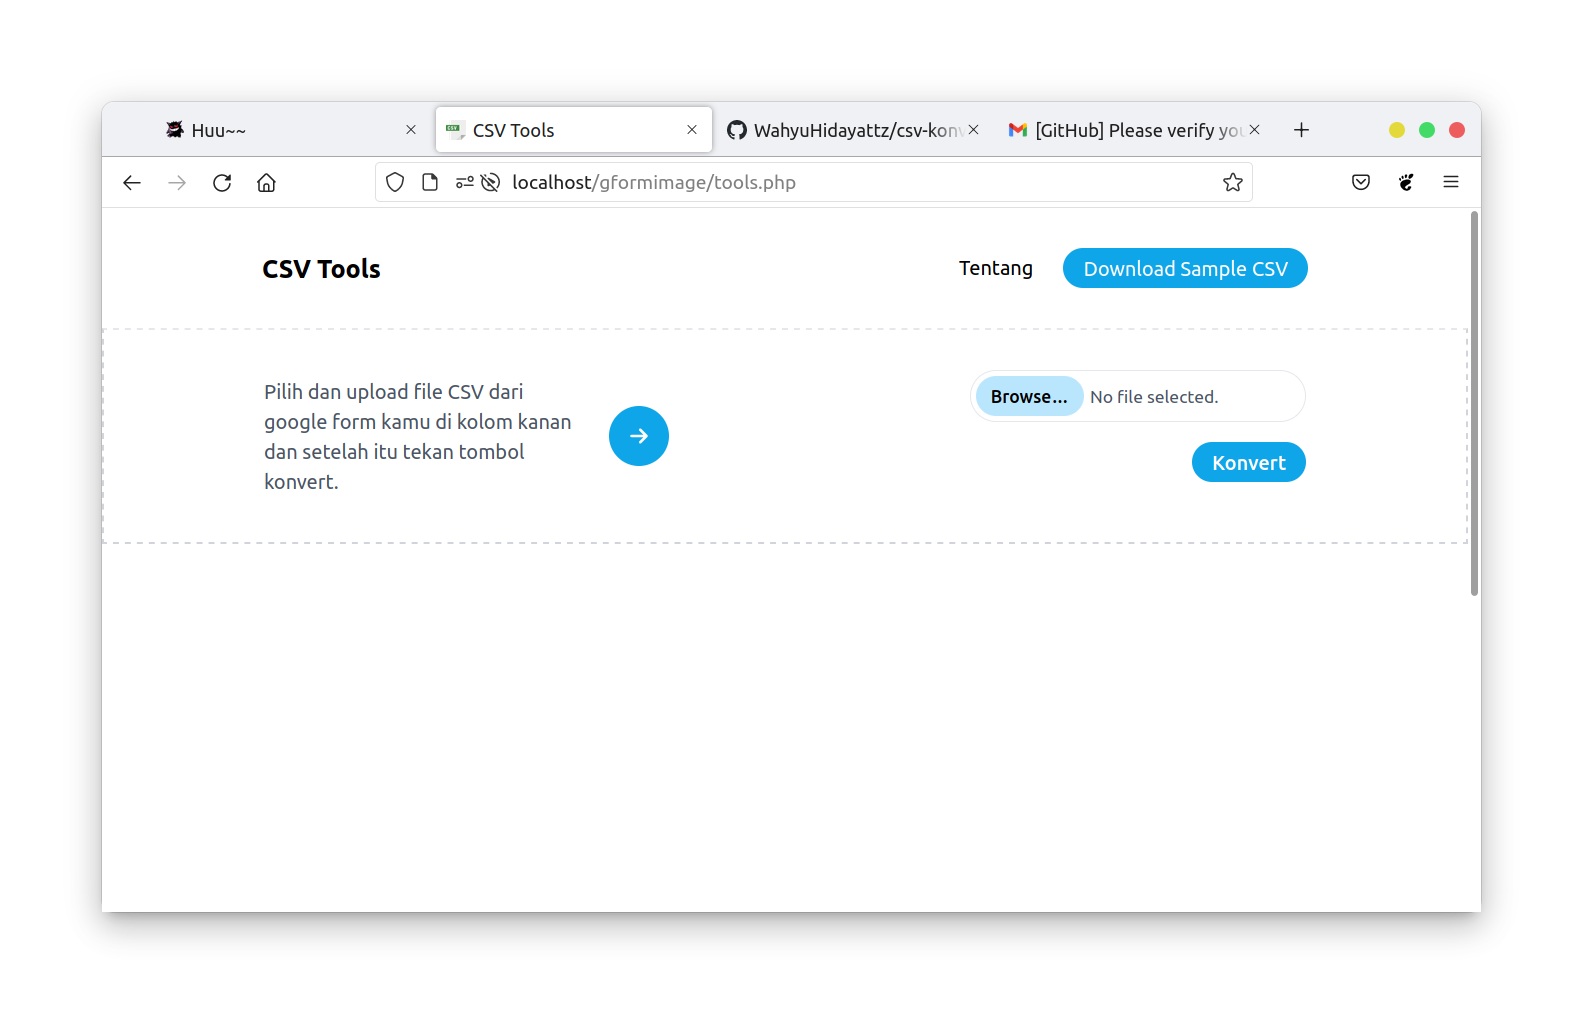 Huu~~
CSV Tools
WahyuHidayattz/csv-konv
[GitHub] Please verify you
localhost/gformimage/tools.php
CSV Tools
Tentang
Download Sample CSV
Pilih dan upload file CSV dari
google form kamu di kolom kanan
dan setelah itu tekan tombol
konvert.
Browse...
No file selected.
Konvert